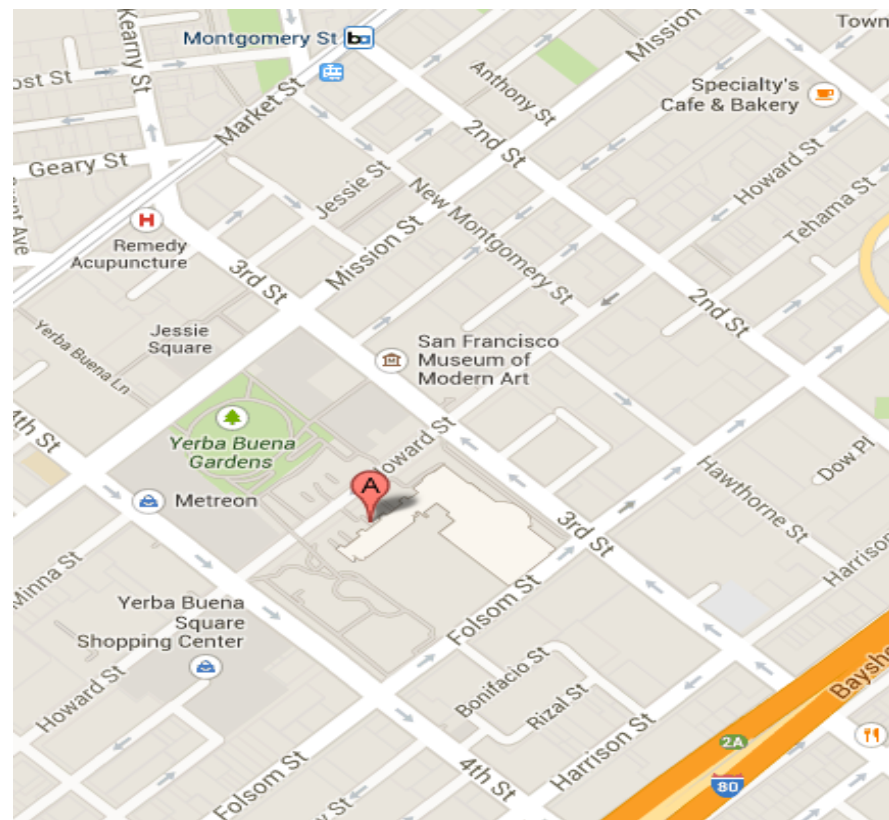 Kearny St
Montgomery St
Town
ost St
Market St
Mission
Anthony St
Specialty's
Cafe & Bakery
2nd St
Geary St
Jessie St
New Montgomery St
Howard St
Tehama St
H
Remedy
Acupuncture
Mission St
3rd St
2nd St
Jessie
Square
San Francisco
Museum of
Modern Art
Yerba Buena Ln
4th St
Yerba Buena
Gardens
Howard St
A
Dow Pl
Metreon
Hawthorne St
3rd St
Minna St
Harrison
Folsom St
Yerba Buena
Square
Shopping Center
Howard St
Bonifacio St
Baysh
Rizal St
Harrison St
2A
4th St
80
Folsom St
y St